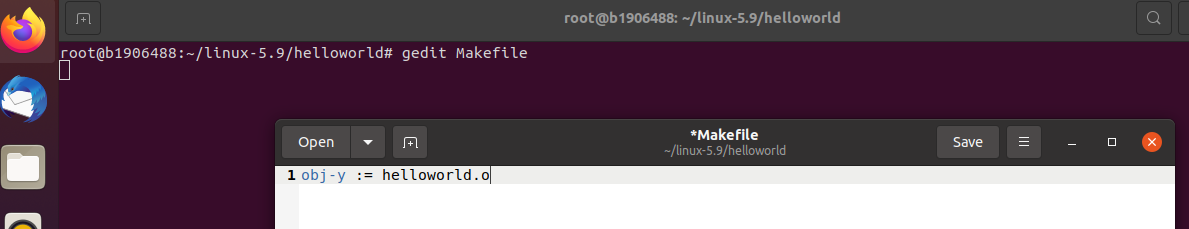 root@b1906488: ~/linux-5.9/helloworld
root@b1906488:~/linux-5.9/helloworld# gedit Makefile
Open
*Makefile
~/linux-5.9/helloworld
Save
1 obj-y := helloworld.o